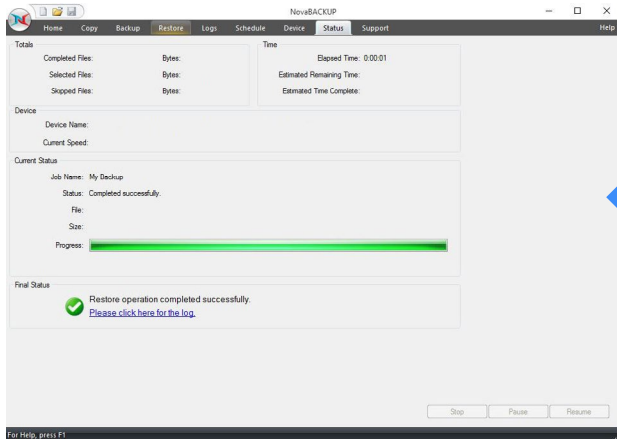 NovaBACKUP
Home Copy Backup Restore Logs Schedule Device Status Support Help
Totals
Completed Files: Bytes:
Selected Files: Bytes:
Skipped Files: Bytes:
Time
Elapsed Time: 0:00:01
Estimated Remaining Time:
Estimated Time Complete:
Device
Device Name:
Current Speed:
Current Status
Job Name: My Backup
Status: Completed successfully.
File:
Size:
Progress:
Final Status
Restore operation completed successfully.
Please click here for the log.
Stop Pause Resume
For Help, press F1